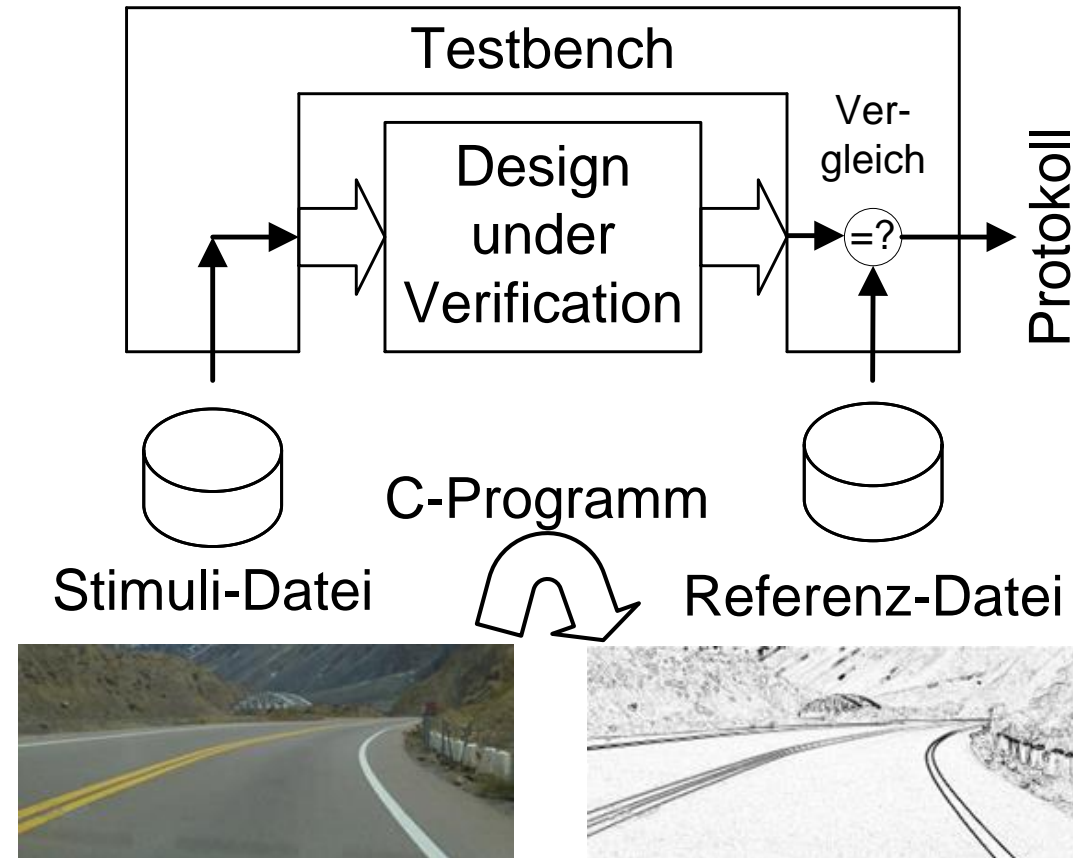 Testbench
Ver-
gleich
Design
under
Verification
=?
Protokoll
C-Programm
Stimuli-Datei
Referenz-Datei